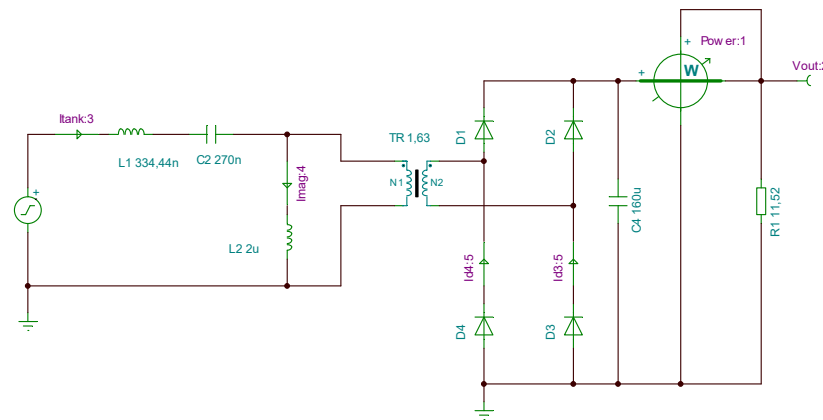 Power:1
+
W
+
Vout:2
Itank:3
L1 334,44n
C2 270n
TR 1,63
D1
D2
N1
N2
Imag:4
+
L2 2u
C4 160u
R1 11,52
Id4:5
Id3:5
D4
D3